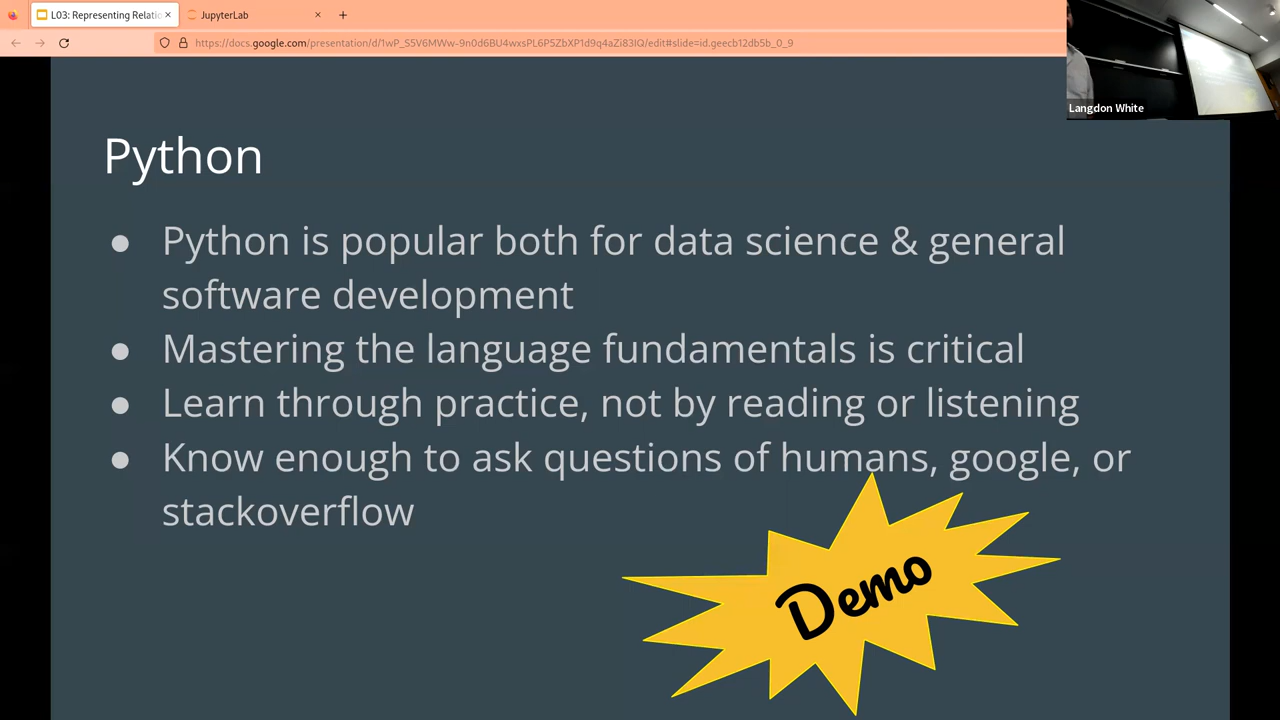 L03: Representing Relatio
JupyterLab
https://docs.google.com/presentation/d/1wP_S5V6MWw-9n0d6BU4wxsPL6P5ZbXP1d9q4aZi83IQ/edit#slide=id.geecb12db5b_0_9
Langdon White
Python
● Python is popular both for data science & general
software development
● Mastering the language fundamentals is critical
● Learn through practice, not by reading or listening
● Know enough to ask questions of humans, google, or
stackoverflow
Demo